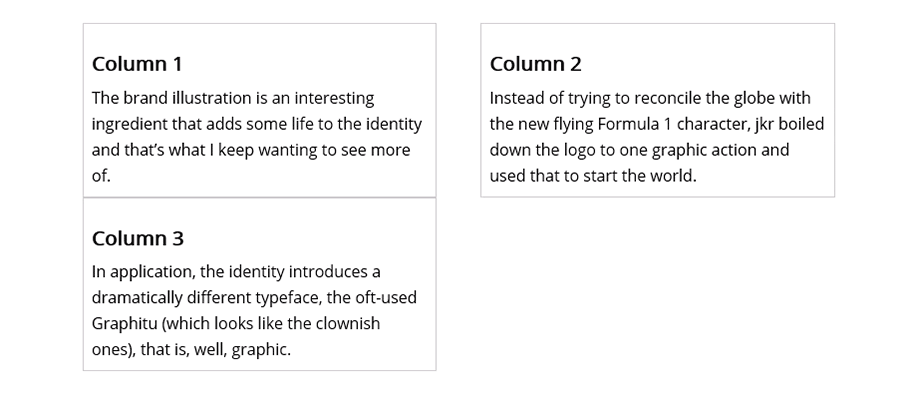 Column 1
The brand illustration is an interesting
ingredient that adds some life to the identity
and that's what I keep wanting to see more
of.
Column 2
Instead of trying to reconcile the globe with
the new flying Formula 1 character, jkr boiled
down the logo to one graphic action and
used that to start the world.
Column 3
In application, the identity introduces a
dramatically different typeface, the oft-used
Graphitu (which looks like the clownish
ones), that is, well, graphic.